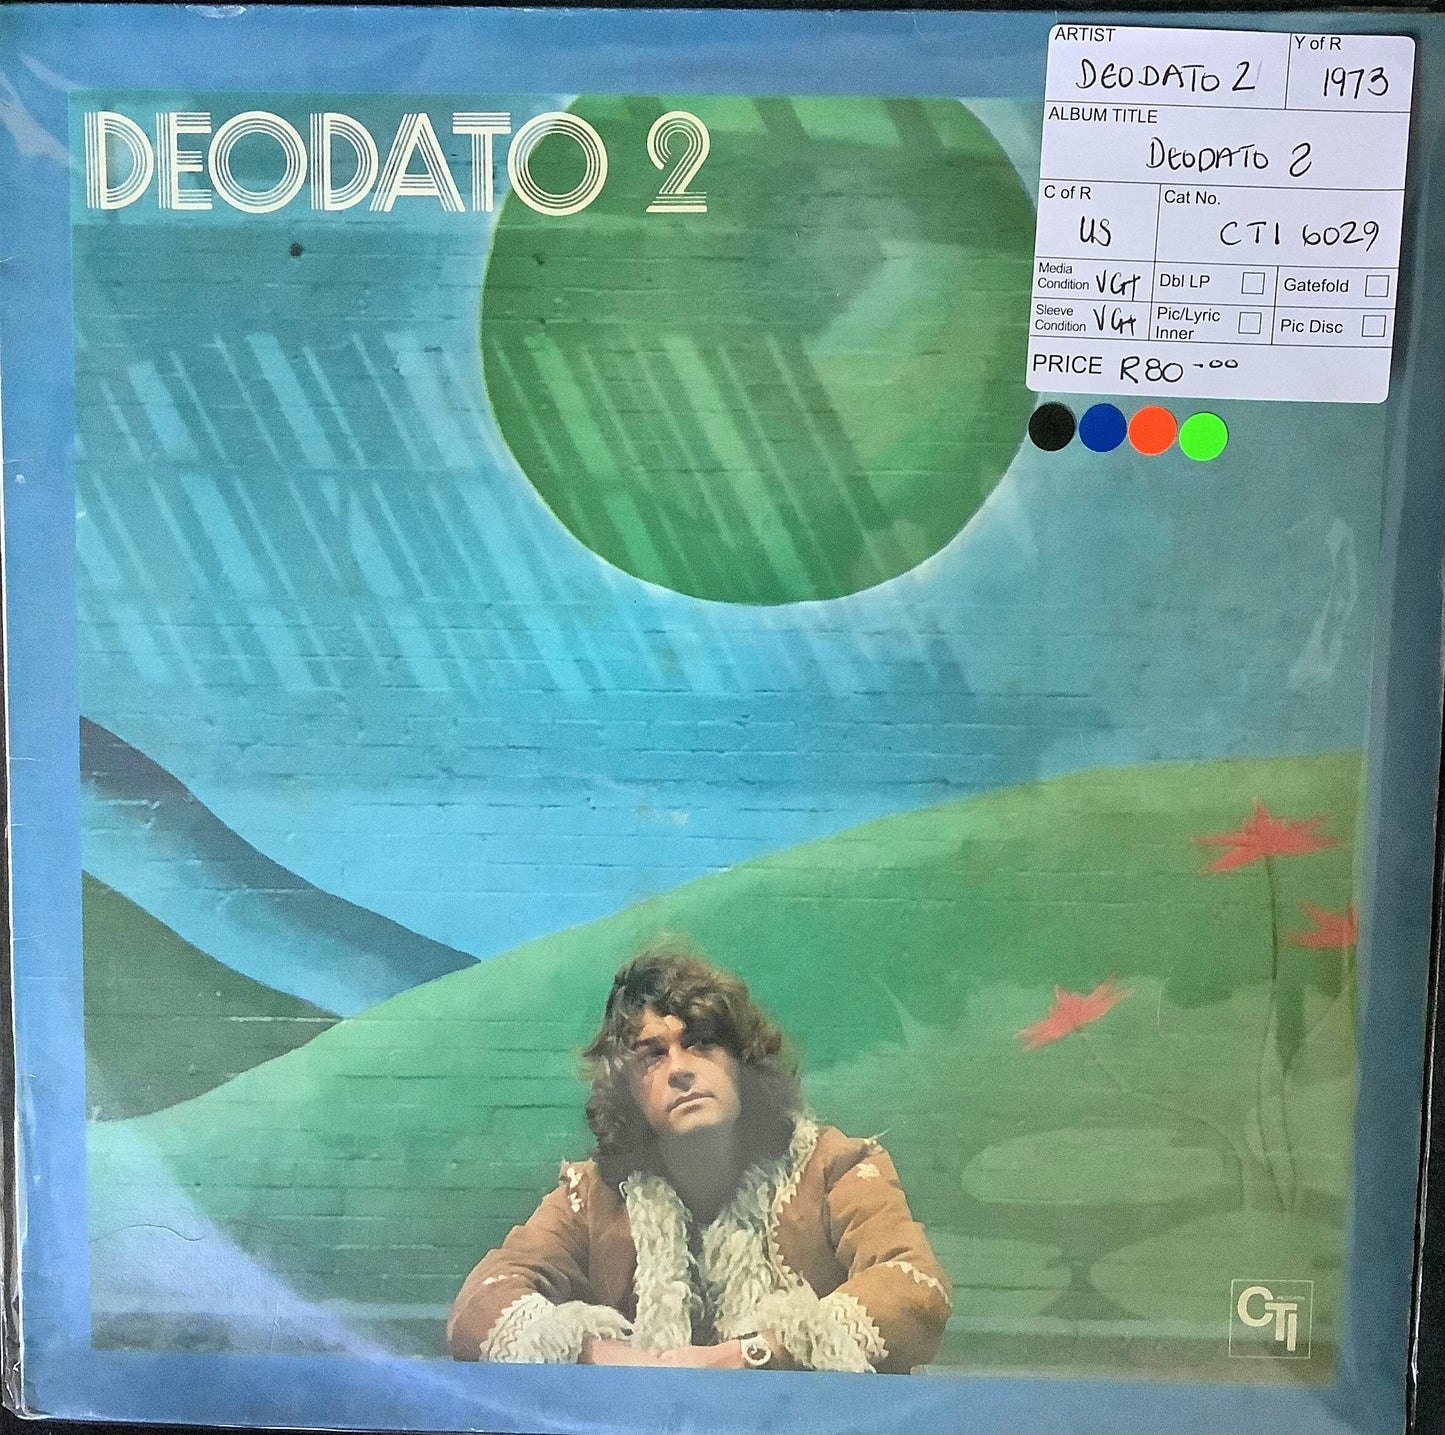 DEODATO 2
ARTIST
DEODATO 2
Y of R
1973
ALBUM TITLE
DEODATO 2
C of R
US
Cat No.
CTI 6029
Media Condition VG+
Dbl LP
Gatefold
Sleeve Condition VG+
Pic/Lyric Inner
Pic Disc
PRICE R80-00
CTI